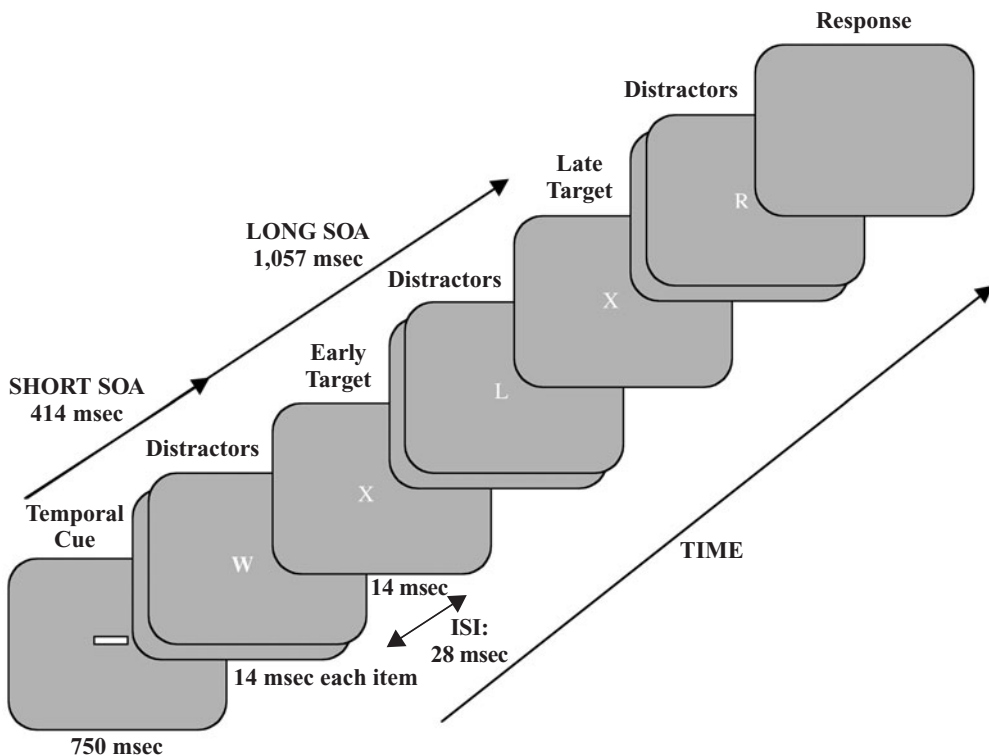 Response
Distractors
Late
Target
R
LONG SOA
1,057 msec
Distractors
X
Early
Target
L
SHORT SOA
414 msec
Distractors
X
Temporal
Cue
TIME
W
14 msec
ISI:
28 msec
14 msec each item
750 msec